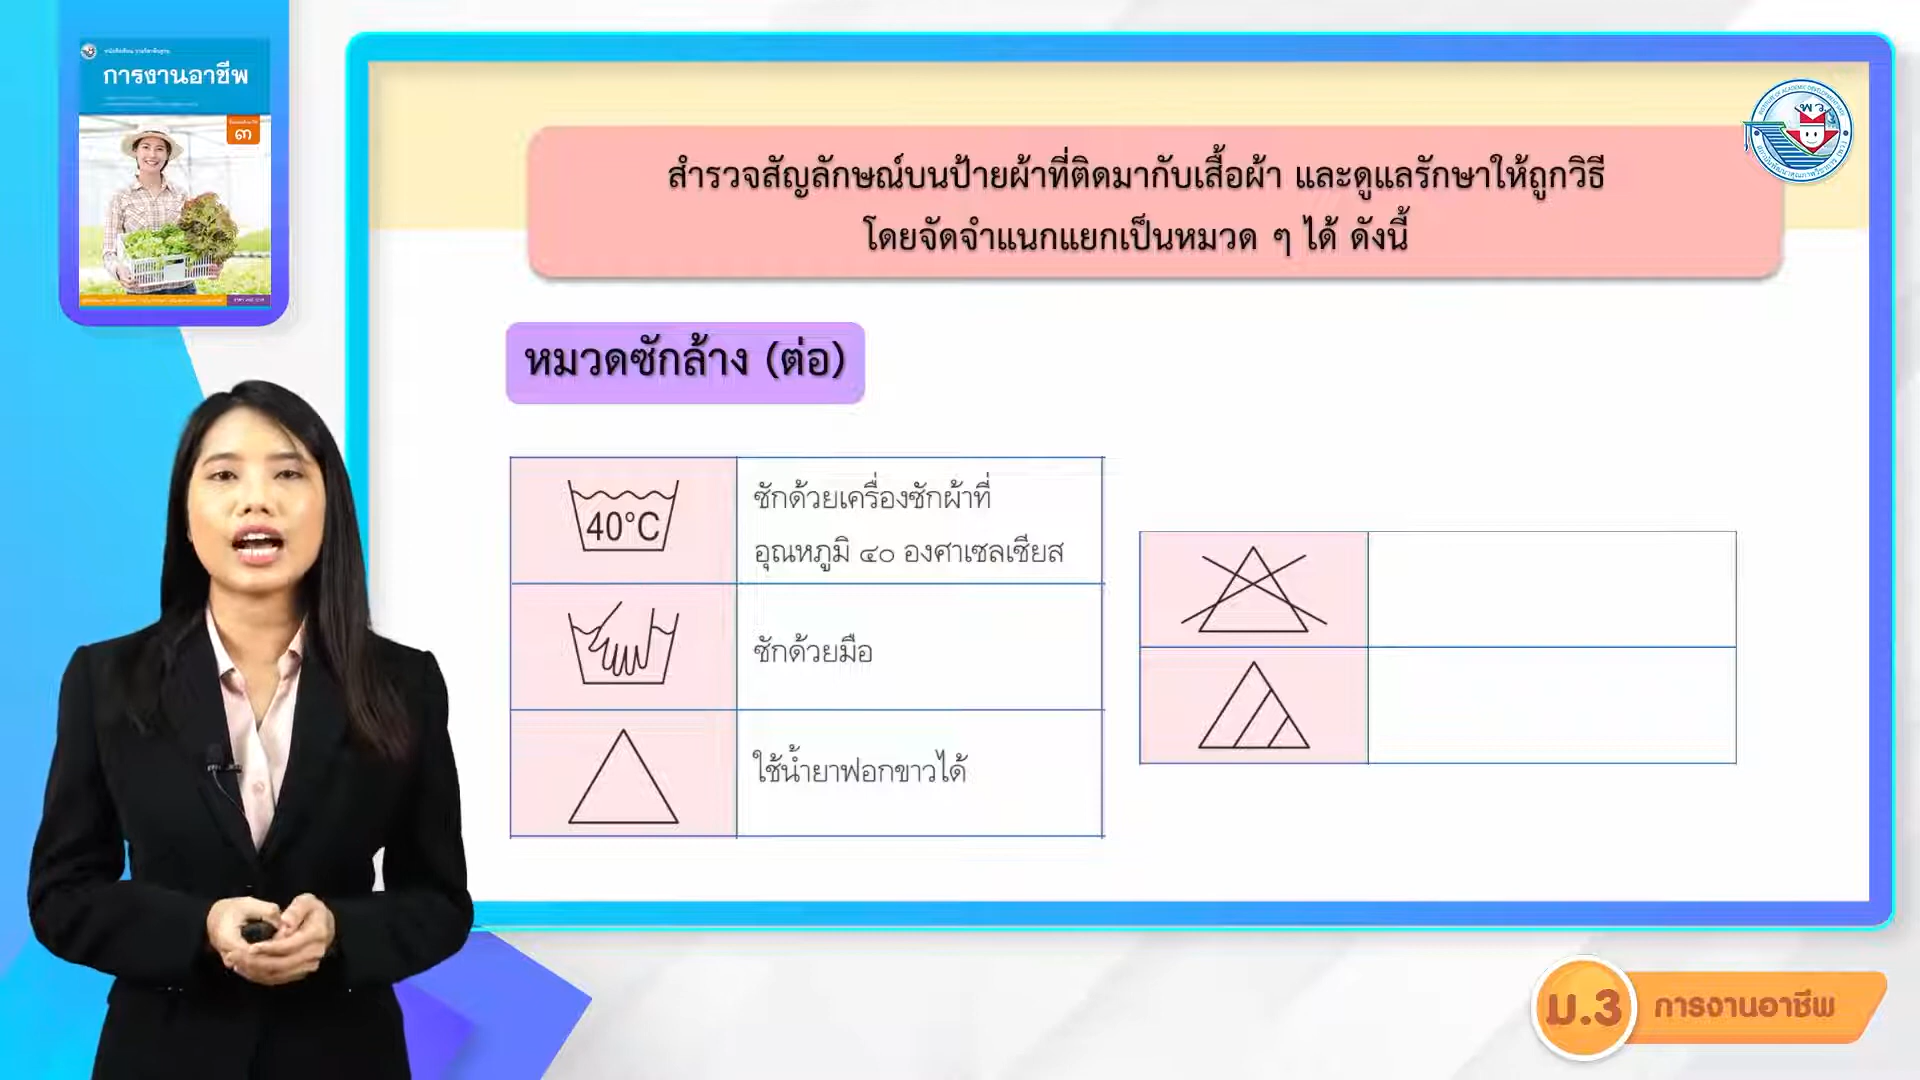 การงานอาชีพ
๓
สำรวจสัญลักษณ์บนป้ายผ้าที่ติดมากับเสื้อผ้า และดูแลรักษาให้ถูกวิธี
โดยจัดจำแนกแยกเป็นหมวด ๆ ได้ ดังนี้
หมวดซักล้าง (ต่อ)
40°C
ซักด้วยเครื่องซักผ้าที่
อุณหภูมิ ๔๐ องศาเซลเซียส
ซักด้วยมือ
ใช้น้ำยาฟอกขาวได้
พว
ม.3
การงานอาชีพ